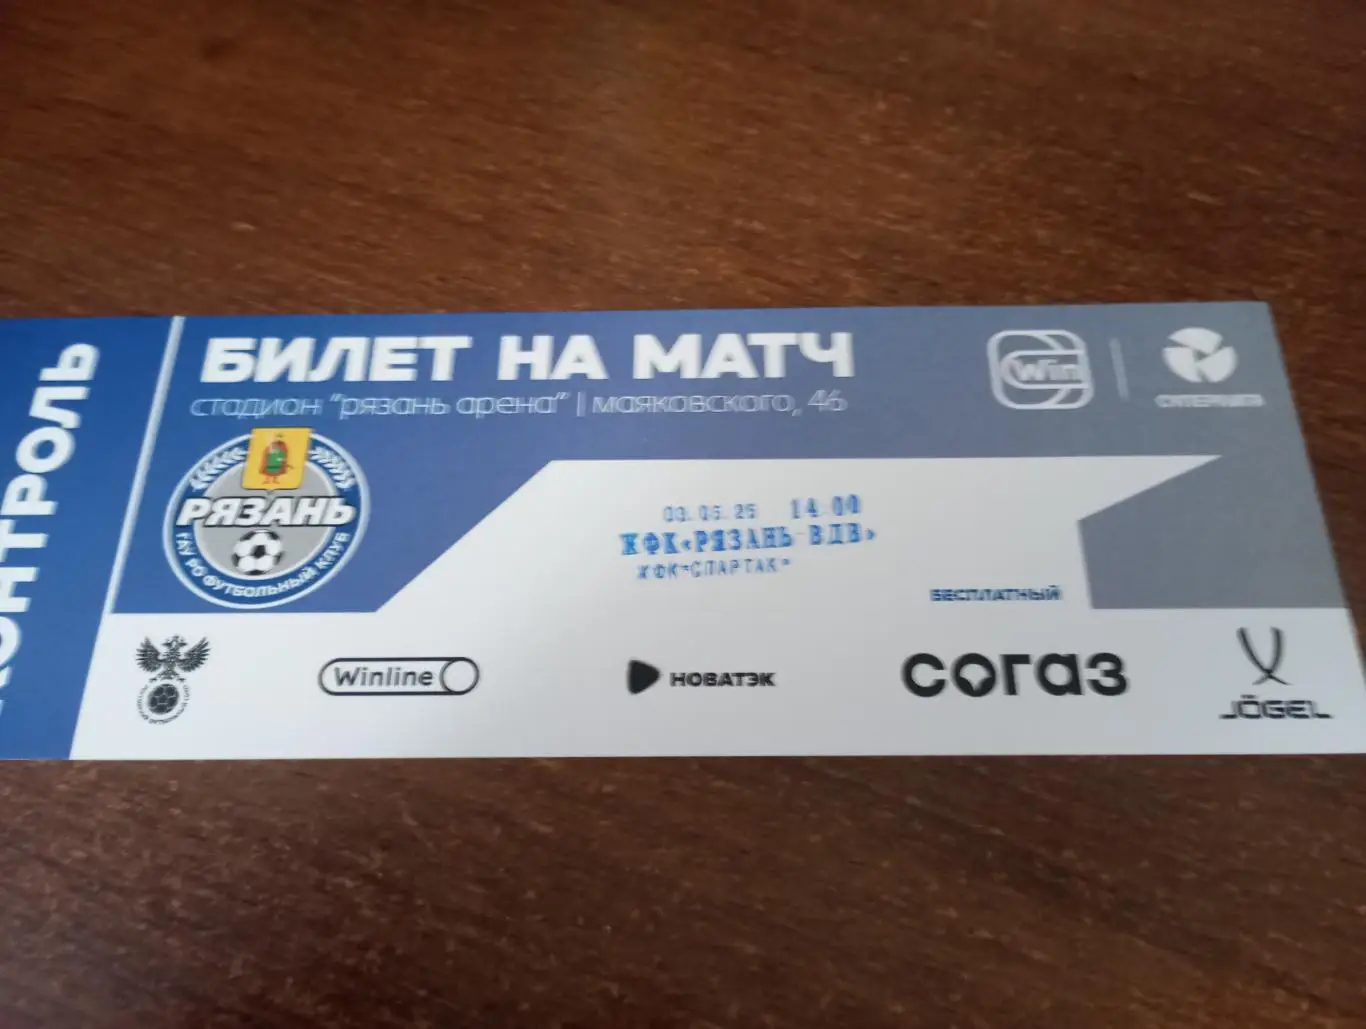 КОНТРОЛЬ
БИЛЕТ НА МАТЧ
стадион "рязань арена" | маяковского, 46
Win
СУПЕРЛИГА
РЯЗАНЬ
ГАУ РО ФУТБОЛЬНЫЙ КЛУБ
03.05.25 14.00
ЖФК«РЯЗАНЬ-ВДВ»
ЖФК"СПАРТАК"
БЕСПЛАТНЫЙ
Winline
НОВАТЭК
СОГАЗ
JÖGEL